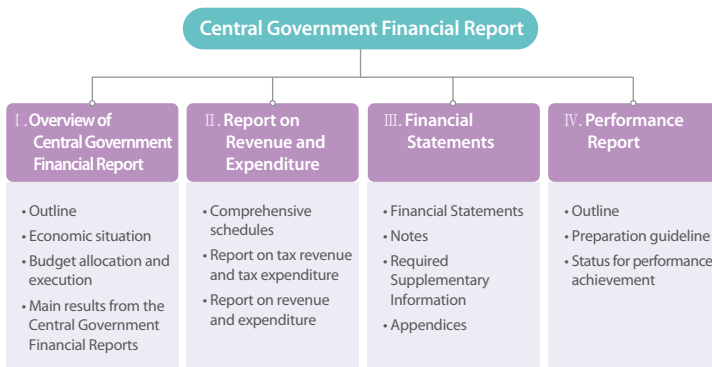 Central Government Financial Report
Ⅰ. Overview of
Central Government
Financial Report
• Outline
• Economic situation
• Budget allocation and
execution
• Main results from the
Central Government
Financial Reports
Ⅱ. Report on
Revenue and
Expenditure
• Comprehensive
schedules
• Report on tax revenue
and tax expenditure
• Report on revenue
and expenditure
Ⅲ. Financial
Statements
• Financial Statements
• Notes
• Required
Supplementary
Information
• Appendices
Ⅳ. Performance
Report
• Outline
• Preparation guideline
• Status for performance
achievement